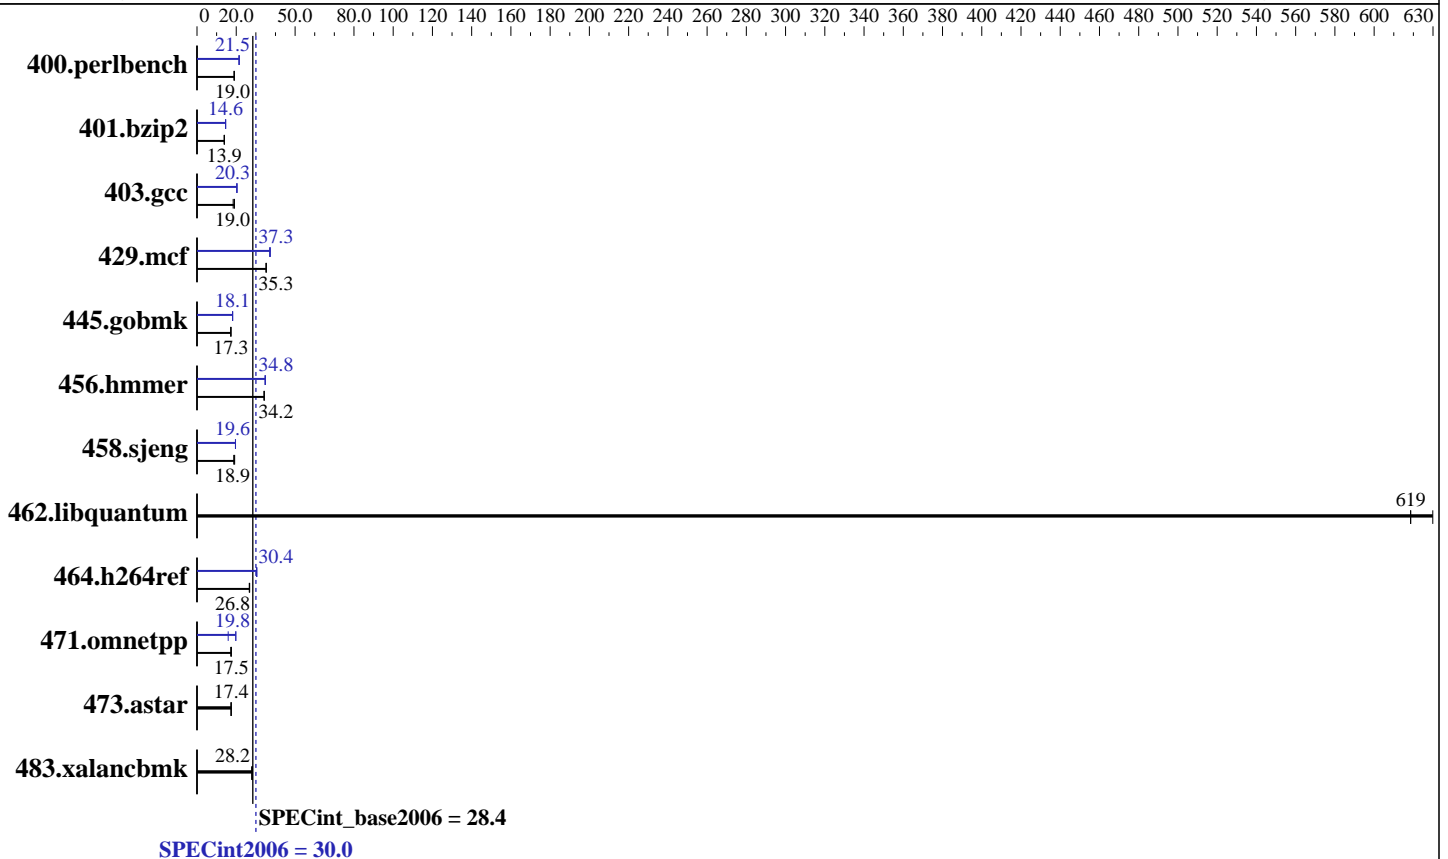 0 20.0 50.0 80.0 100 120 140 160 180 200 220 240 260 280 300 320 340 360 380 400 420 440 460 480 500 520 540 560 580 600 630
21.5
400.perlbench
19.0
14.6
401.bzip2
13.9
20.3
403.gcc
19.0
37.3
429.mcf
35.3
18.1
445.gobmk
17.3
34.8
456.hmmer
34.2
19.6
458.sjeng
18.9
619
462.libquantum
30.4
464.h264ref
26.8
19.8
471.omnetpp
17.5
17.4
473.astar
28.2
483.xalancbmk
SPECint_base2006 = 28.4
SPECint2006 = 30.0